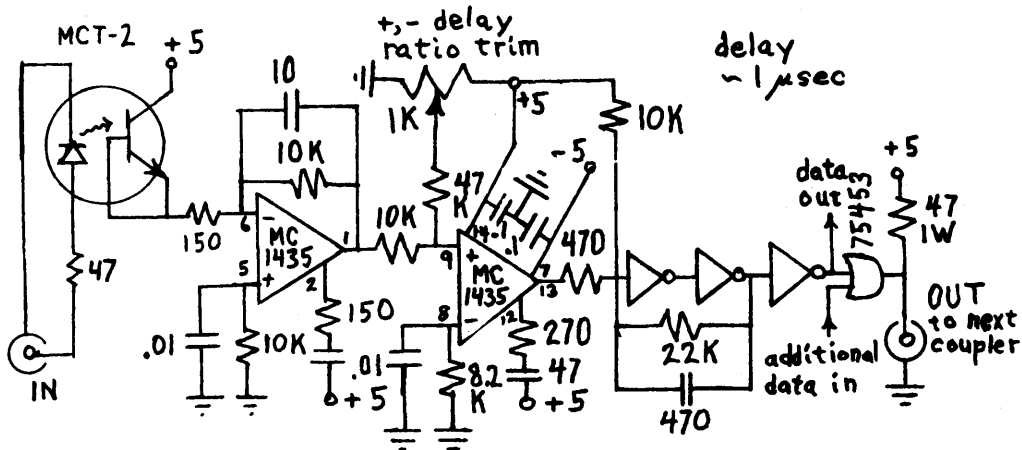 MCT-2
+5
IN
47
150
10
10K
6
5
2
1
MC
1435
.01
10K
150
+5
+,- delay
ratio trim
1K
+5
47
K
10K
9
8
14
.1
.1
-5
7
13
12
MC
1435
.01
8.2
K
270
47
+5
470
10K
22K
470
delay
~ 1 µsec
data
out
75453
additional
data in
+5
47
1W
OUT
to next
coupler